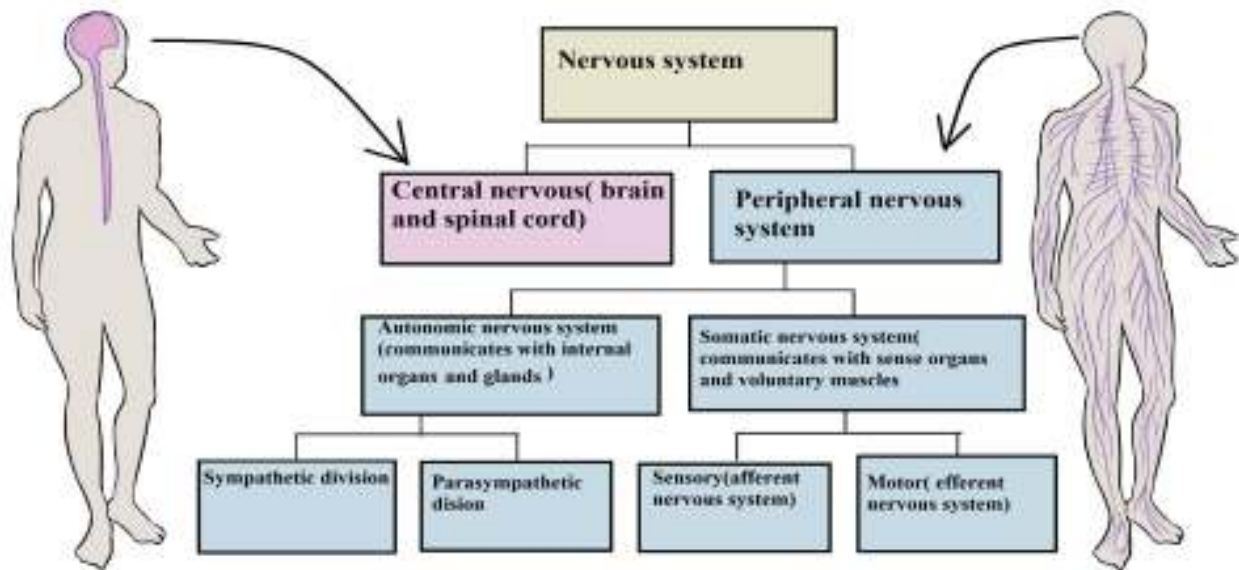 Nervous system
Central nervous( brain
and spinal cord)
Peripheral nervous
system
Autonomic nervous system
(communicates with internal
organs and glands )
Somatic nervous system(
communicates with sense organs
and voluntary muscles
Sympathetic division
Parasympathetic
dision
Sensory(afferent
nervous system)
Motor( efferent
nervous system)